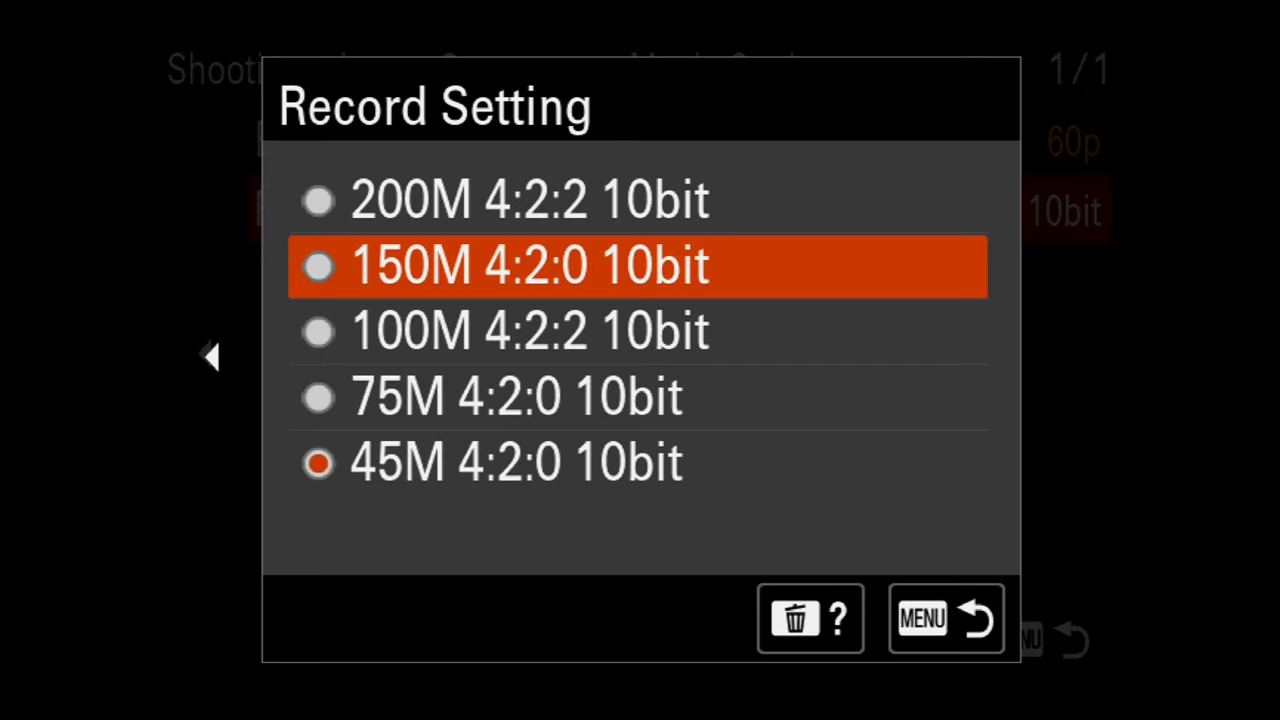 1/1
Record Setting
60p
200M 4:2:2 10bit
10bit
150M 4:2:0 10bit
100M 4:2:2 10bit
75M 4:2:0 10bit
45M 4:2:0 10bit
? MENU